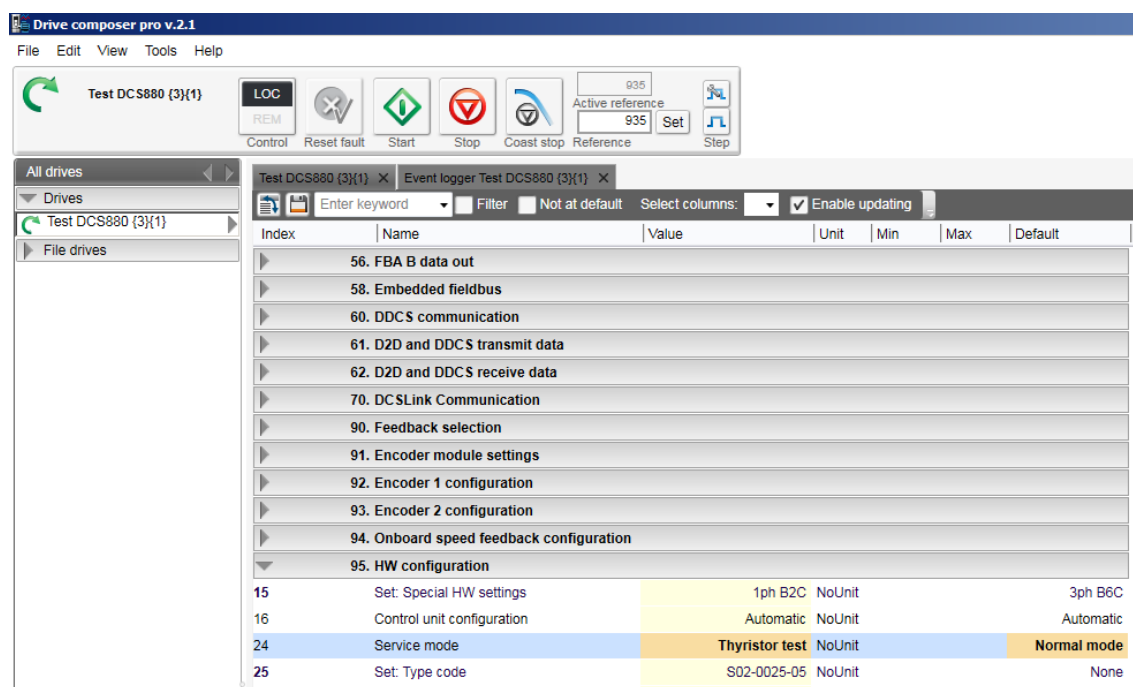 Drive composer pro v.2.1
File Edit View Tools Help
Test DCS880 {3}{1}
LOC
REM
Control
Reset fault
Start
Stop
Coast stop
935
Active reference
935 Set
Reference
Step
All drives
Drives
Test DCS880 {3}{1}
File drives
Test DCS880 {3}{1} X Event logger Test DCS880 {3}{1} X
Enter keyword Filter Not at default Select columns: Enable updating
Index Name Value Unit Min Max Default
56. FBA B data out
58. Embedded fieldbus
60. DDCS communication
61. D2D and DDCS transmit data
62. D2D and DDCS receive data
70. DCSLink Communication
90. Feedback selection
91. Encoder module settings
92. Encoder 1 configuration
93. Encoder 2 configuration
94. Onboard speed feedback configuration
95. HW configuration
15 Set: Special HW settings 1ph B2C NoUnit 3ph B6C
16 Control unit configuration Automatic NoUnit Automatic
24 Service mode Thyristor test NoUnit Normal mode
25 Set: Type code S02-0025-05 NoUnit None